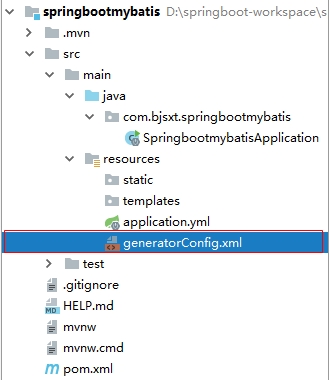 springbootmybatis D:\springboot-workspace\s
.mvn
src
main
java
com.bjsxt.springbootmybatis
SpringbootmybatisApplication
resources
static
templates
application.yml
generatorConfig.xml
test
.gitignore
HELP.md
mvnw
mvnw.cmd
pom.xml